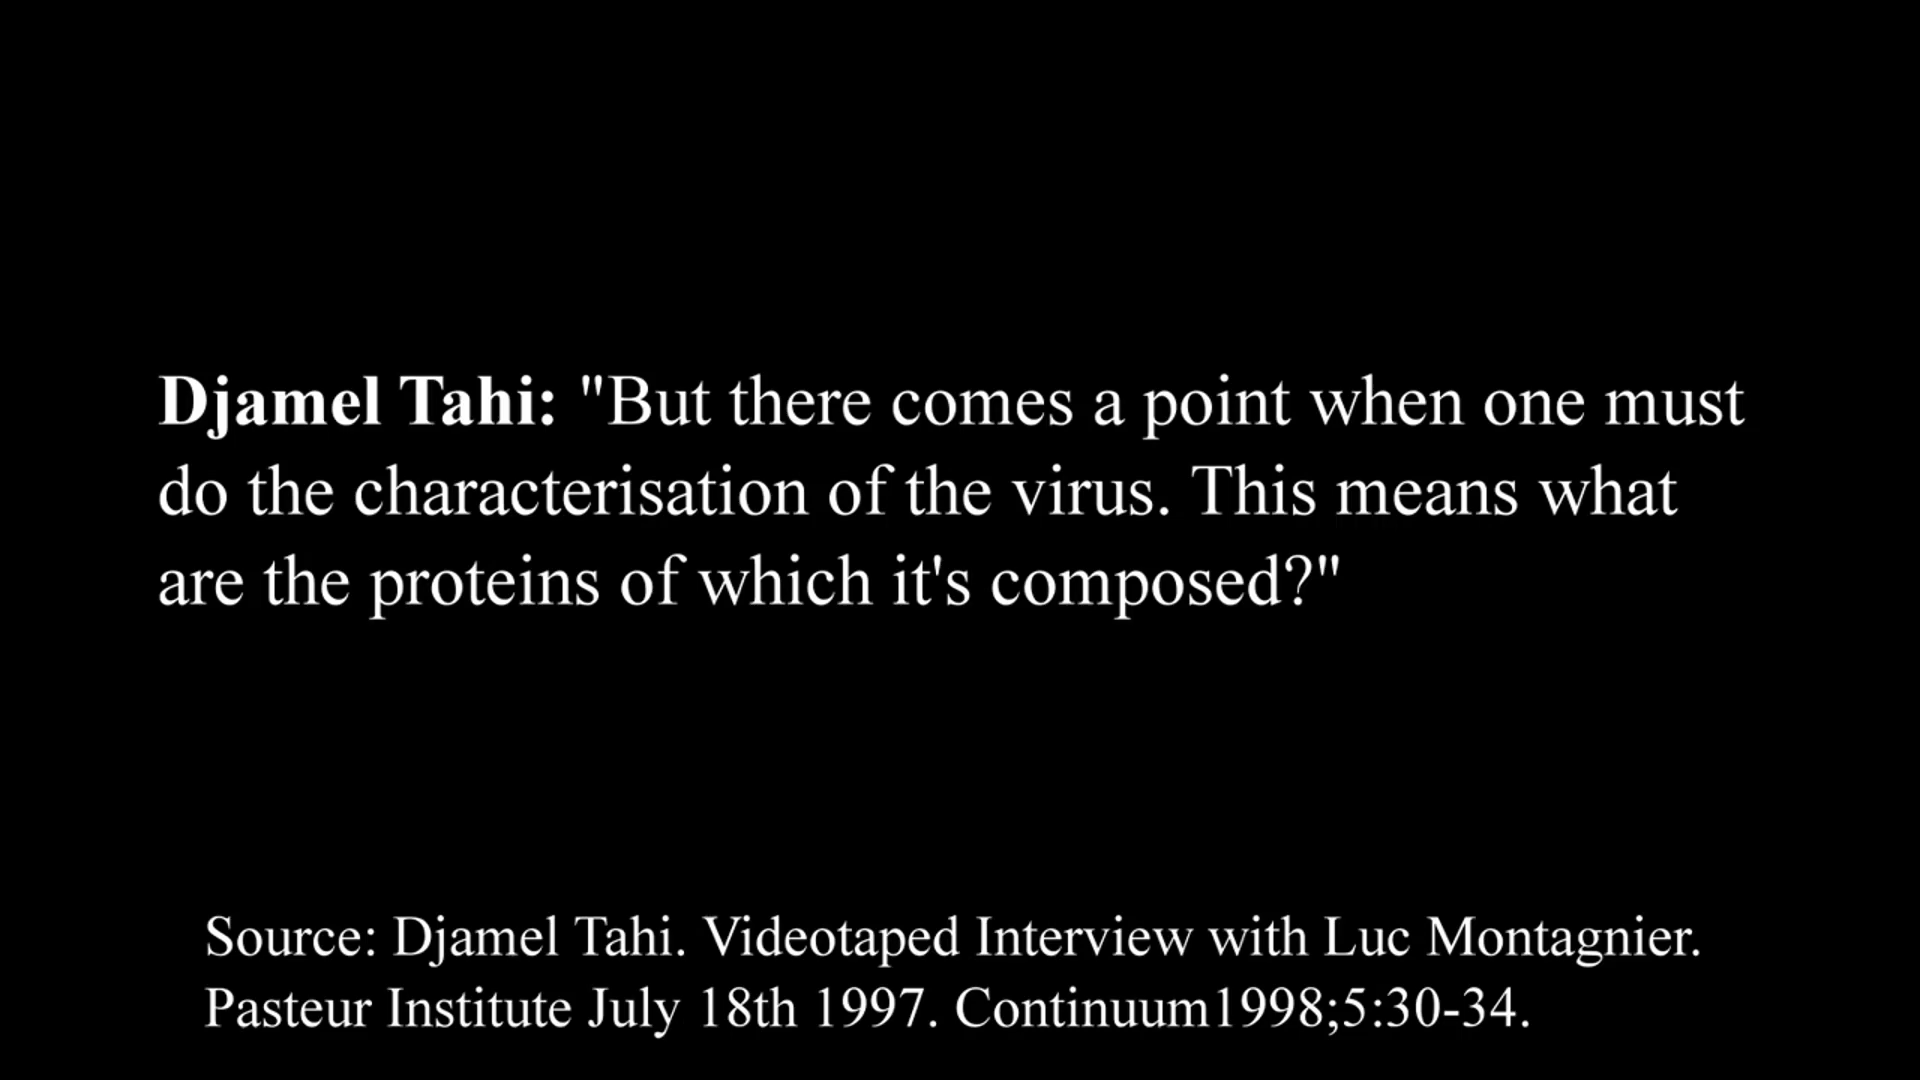 Djamel Tahi: "But there comes a point when one must
do the characterisation of the virus. This means what
are the proteins of which it's composed?"
Source: Djamel Tahi. Videotaped Interview with Luc Montagnier.
Pasteur Institute July 18th 1997. Continuum1998;5:30-34.